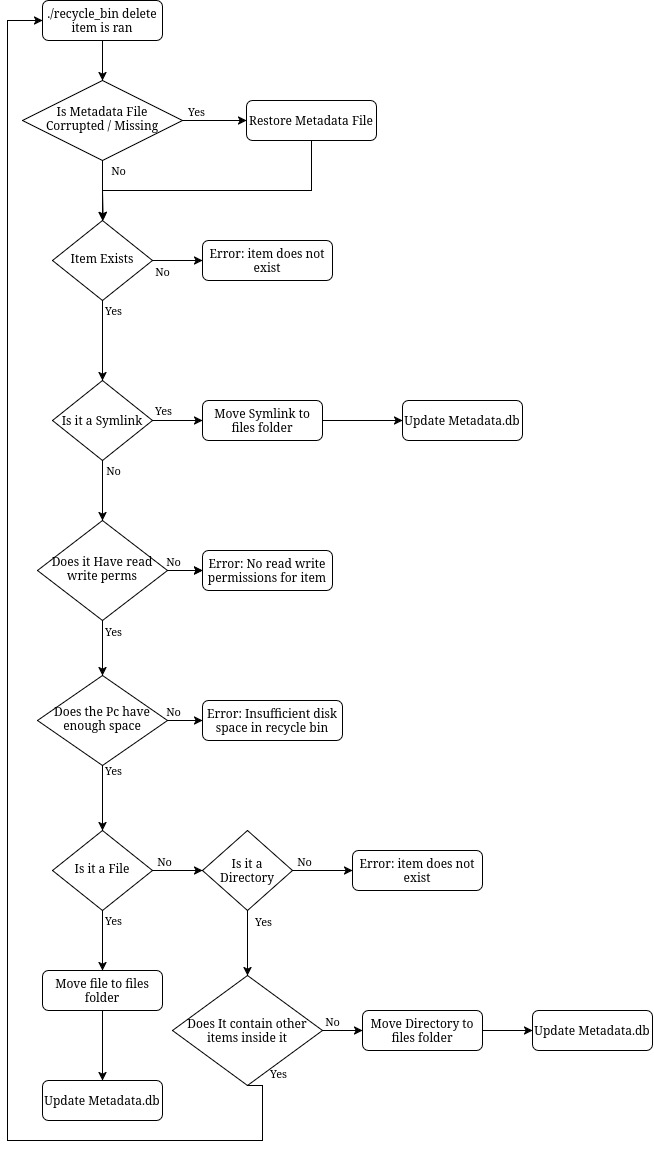 ./recycle_bin delete
item is ran
Is Metadata File
Corrupted / Missing
Yes
Restore Metadata File
No
Item Exists
No
Error: item does not
exist
Yes
Is it a Symlink
Yes
Move Symlink to
files folder
Update Metadata.db
No
Does it Have read
write perms
No
Error: No read write
permissions for item
Yes
Does the Pc have
enough space
No
Error: Insufficient disk
space in recycle bin
Yes
Is it a File
No
Is it a
Directory
No
Error: item does not
exist
Yes
Yes
Move file to files
folder
Does It contain other
items inside it
No
Move Directory to
files folder
Update Metadata.db
Yes
Update Metadata.db